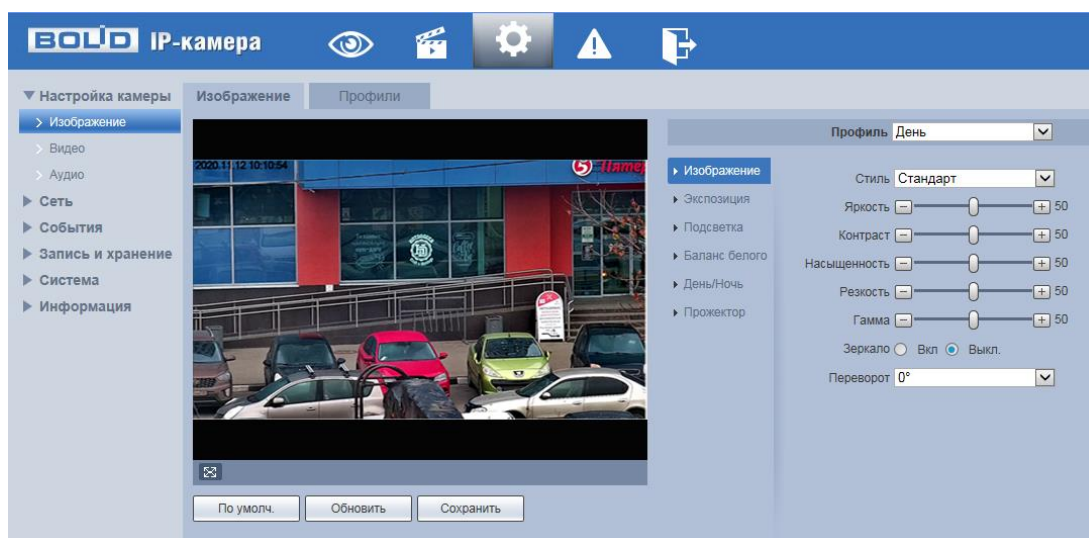 BOLID IP-камера
Настройка камеры
Изображение
Видео
Аудио
Сеть
События
Запись и хранение
Система
Информация
Изображение Профили
2020.11.12 10:10:54
5
По умолч. Обновить Сохранить
Профиль День
Изображение
Экспозиция
Подсветка
Баланс белого
День/Ночь
Прожектор
Стиль Стандарт
Яркость 50
Контраст 50
Насыщенность 50
Резкость 50
Гамма 50
Зеркало Вкл Выкл.
Переворот 0°